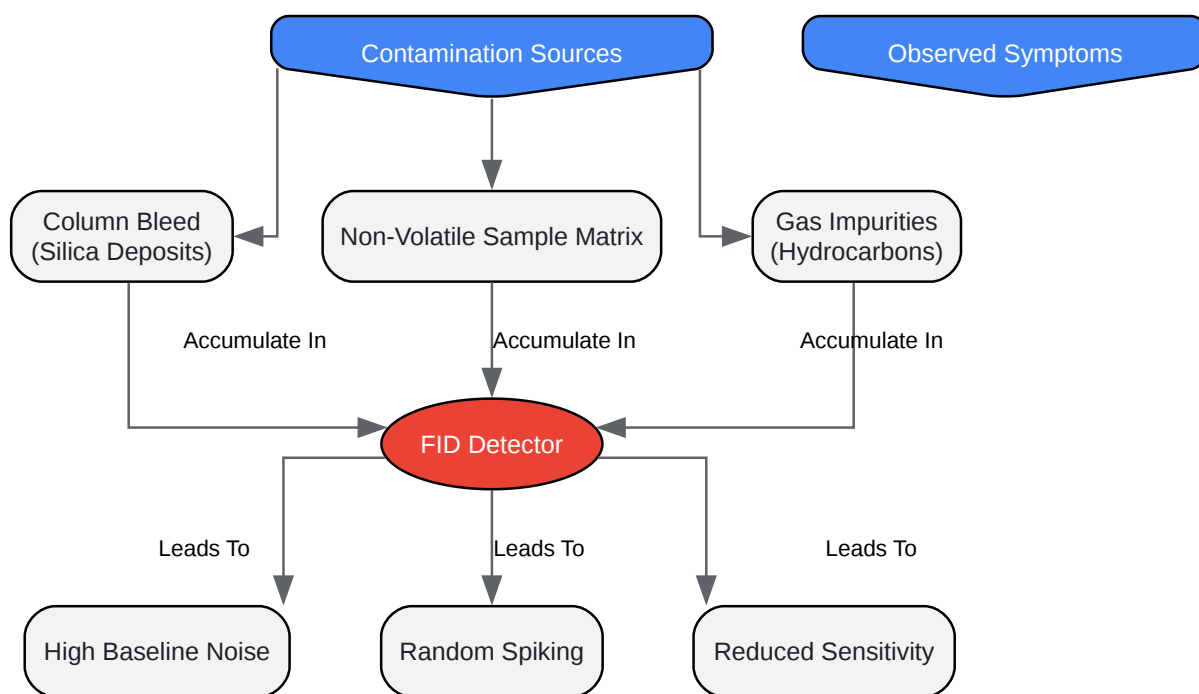 Contamination Sources
Observed Symptoms
Column Bleed
(Silica Deposits)
Non-Volatile Sample Matrix
Gas Impurities
(Hydrocarbons)
Accumulate In
Accumulate In
Accumulate In
FID Detector
Leads To
Leads To
Leads To
High Baseline Noise
Random Spiking
Reduced Sensitivity